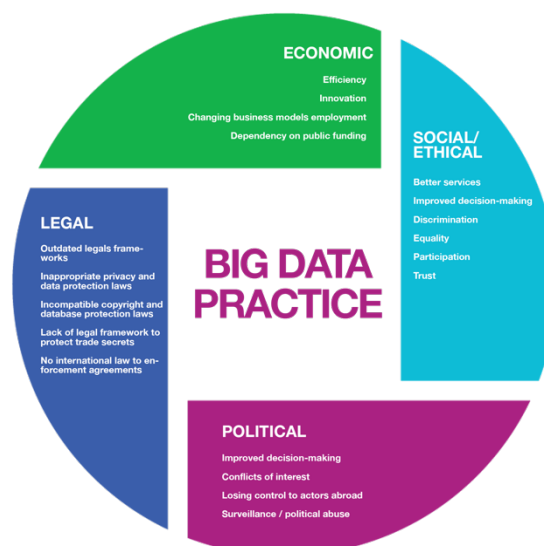 ECONOMIC
Efficiency
Innovation
Changing business models employment
Dependency on public funding
SOCIAL/
ETHICAL
Better services
Improved decision-making
Discrimination
Equality
Participation
Trust
LEGAL
Outdated legals frame-
works
Inappropriate privacy and
data protection laws
Incompatible copyright and
database protection laws
Lack of legal framework to
protect trade secrets
No international law to en-
forcement agreements
BIG DATA
PRACTICE
POLITICAL
Improved decision-making
Conflicts of interest
Losing control to actors abroad
Surveillance / political abuse